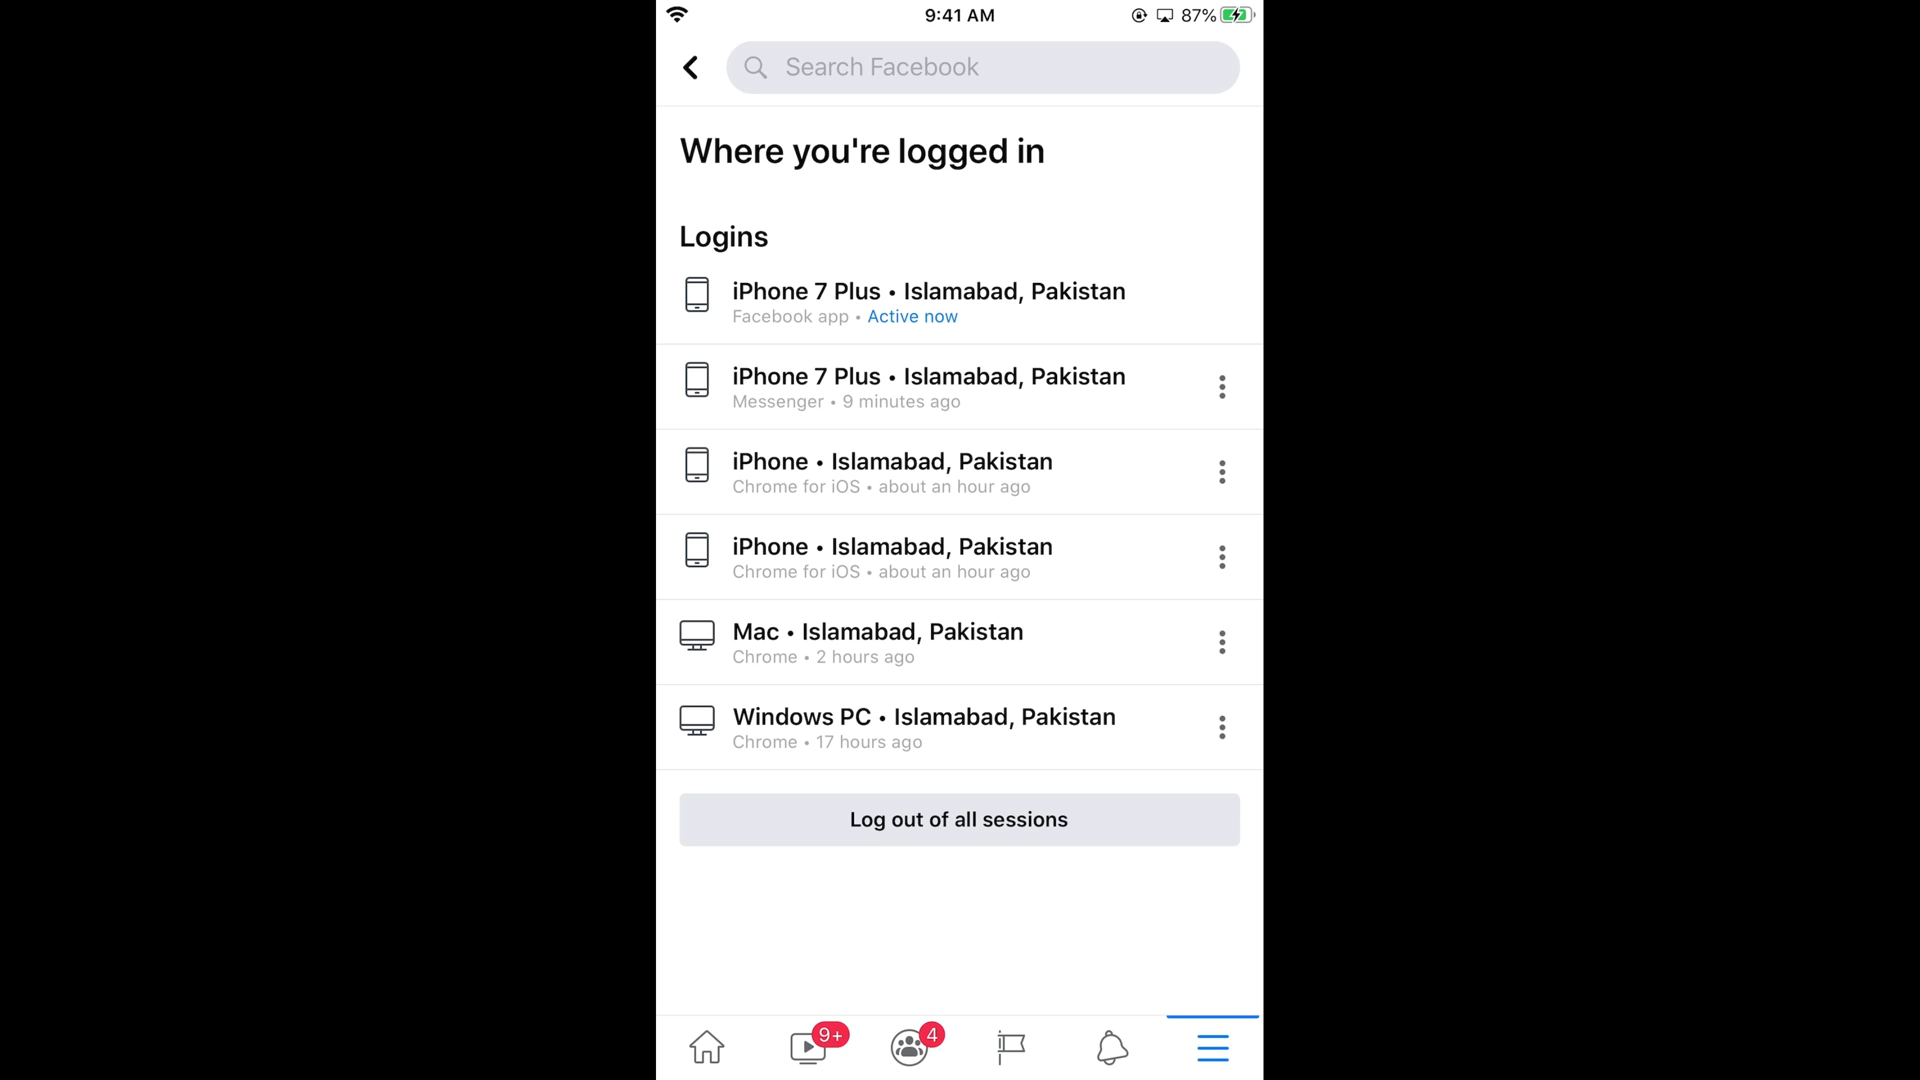 9:41 AM
87%
Search Facebook
Where you're logged in
Logins
iPhone 7 Plus • Islamabad, Pakistan
Facebook app • Active now
iPhone 7 Plus • Islamabad, Pakistan
Messenger • 9 minutes ago
iPhone • Islamabad, Pakistan
Chrome for iOS • about an hour ago
iPhone • Islamabad, Pakistan
Chrome for iOS • about an hour ago
Mac • Islamabad, Pakistan
Chrome • 2 hours ago
Windows PC • Islamabad, Pakistan
Chrome • 17 hours ago
Log out of all sessions
9+
4